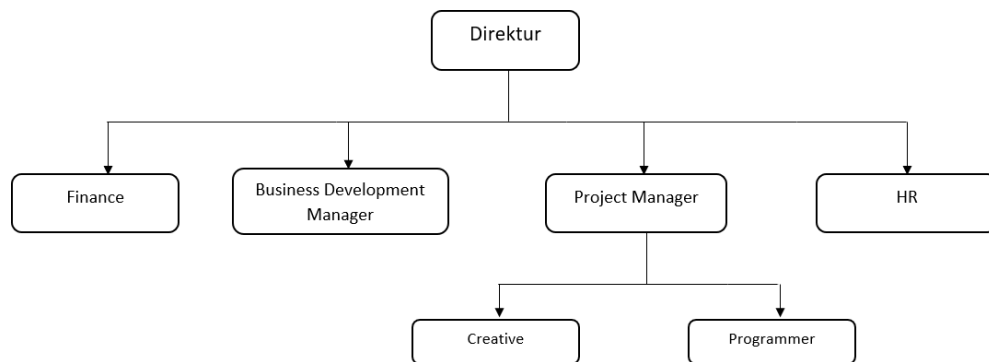 Direktur
Finance
Business Development
Manager
Project Manager
HR
Creative
Programmer